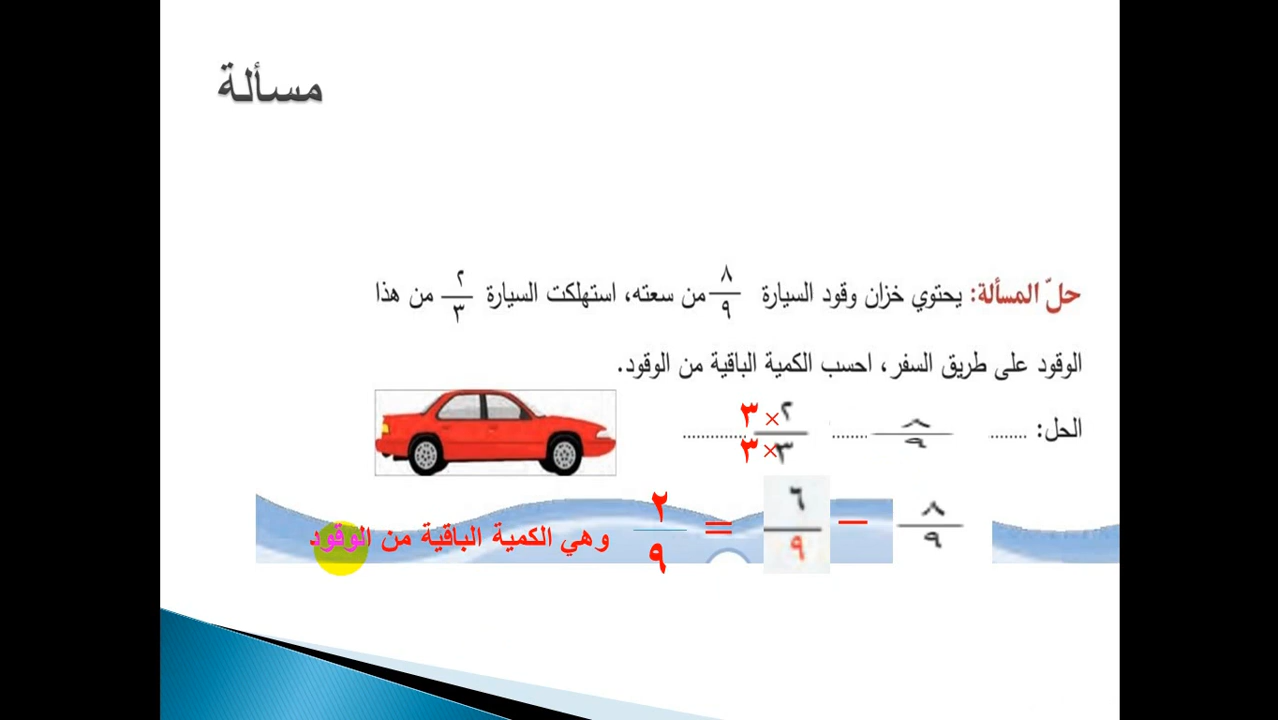 مسألة
حلّ المسألة: يحتوي خزان وقود السيارة ٨/٩ من سعته، استهلكت السيارة ٢/٣ من هذا
الوقود على طريق السفر، احسب الكمية الباقية من الوقود.
الحل: ........ ٨/٩ ........ ٢×٣/٣×٣ ..............
٨/٩ − ٦/٩ = ٢/٩ وهي الكمية الباقية من الوقود